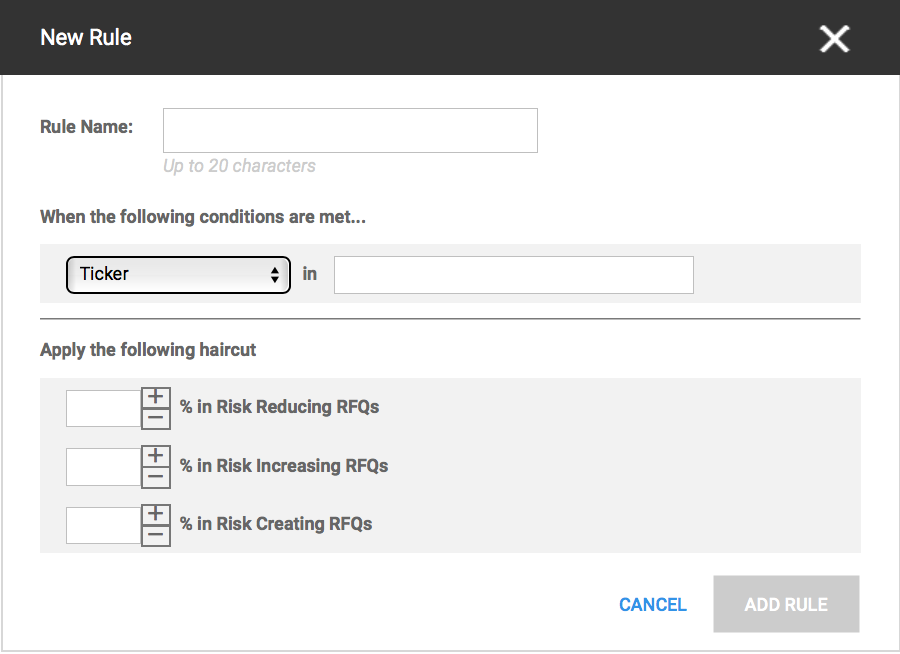 New Rule
Rule Name:
Up to 20 characters
When the following conditions are met...
Ticker in
Apply the following haircut
% in Risk Reducing RFQs
% in Risk Increasing RFQs
% in Risk Creating RFQs
CANCEL ADD RULE